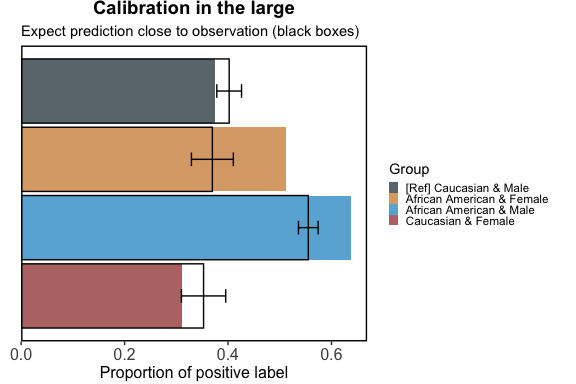 Calibration in the large
Expect prediction close to observation (black boxes)
Group
[Ref] Caucasian & Male
African American & Female
African American & Male
Caucasian & Female
0.0 0.2 0.4 0.6
Proportion of positive label